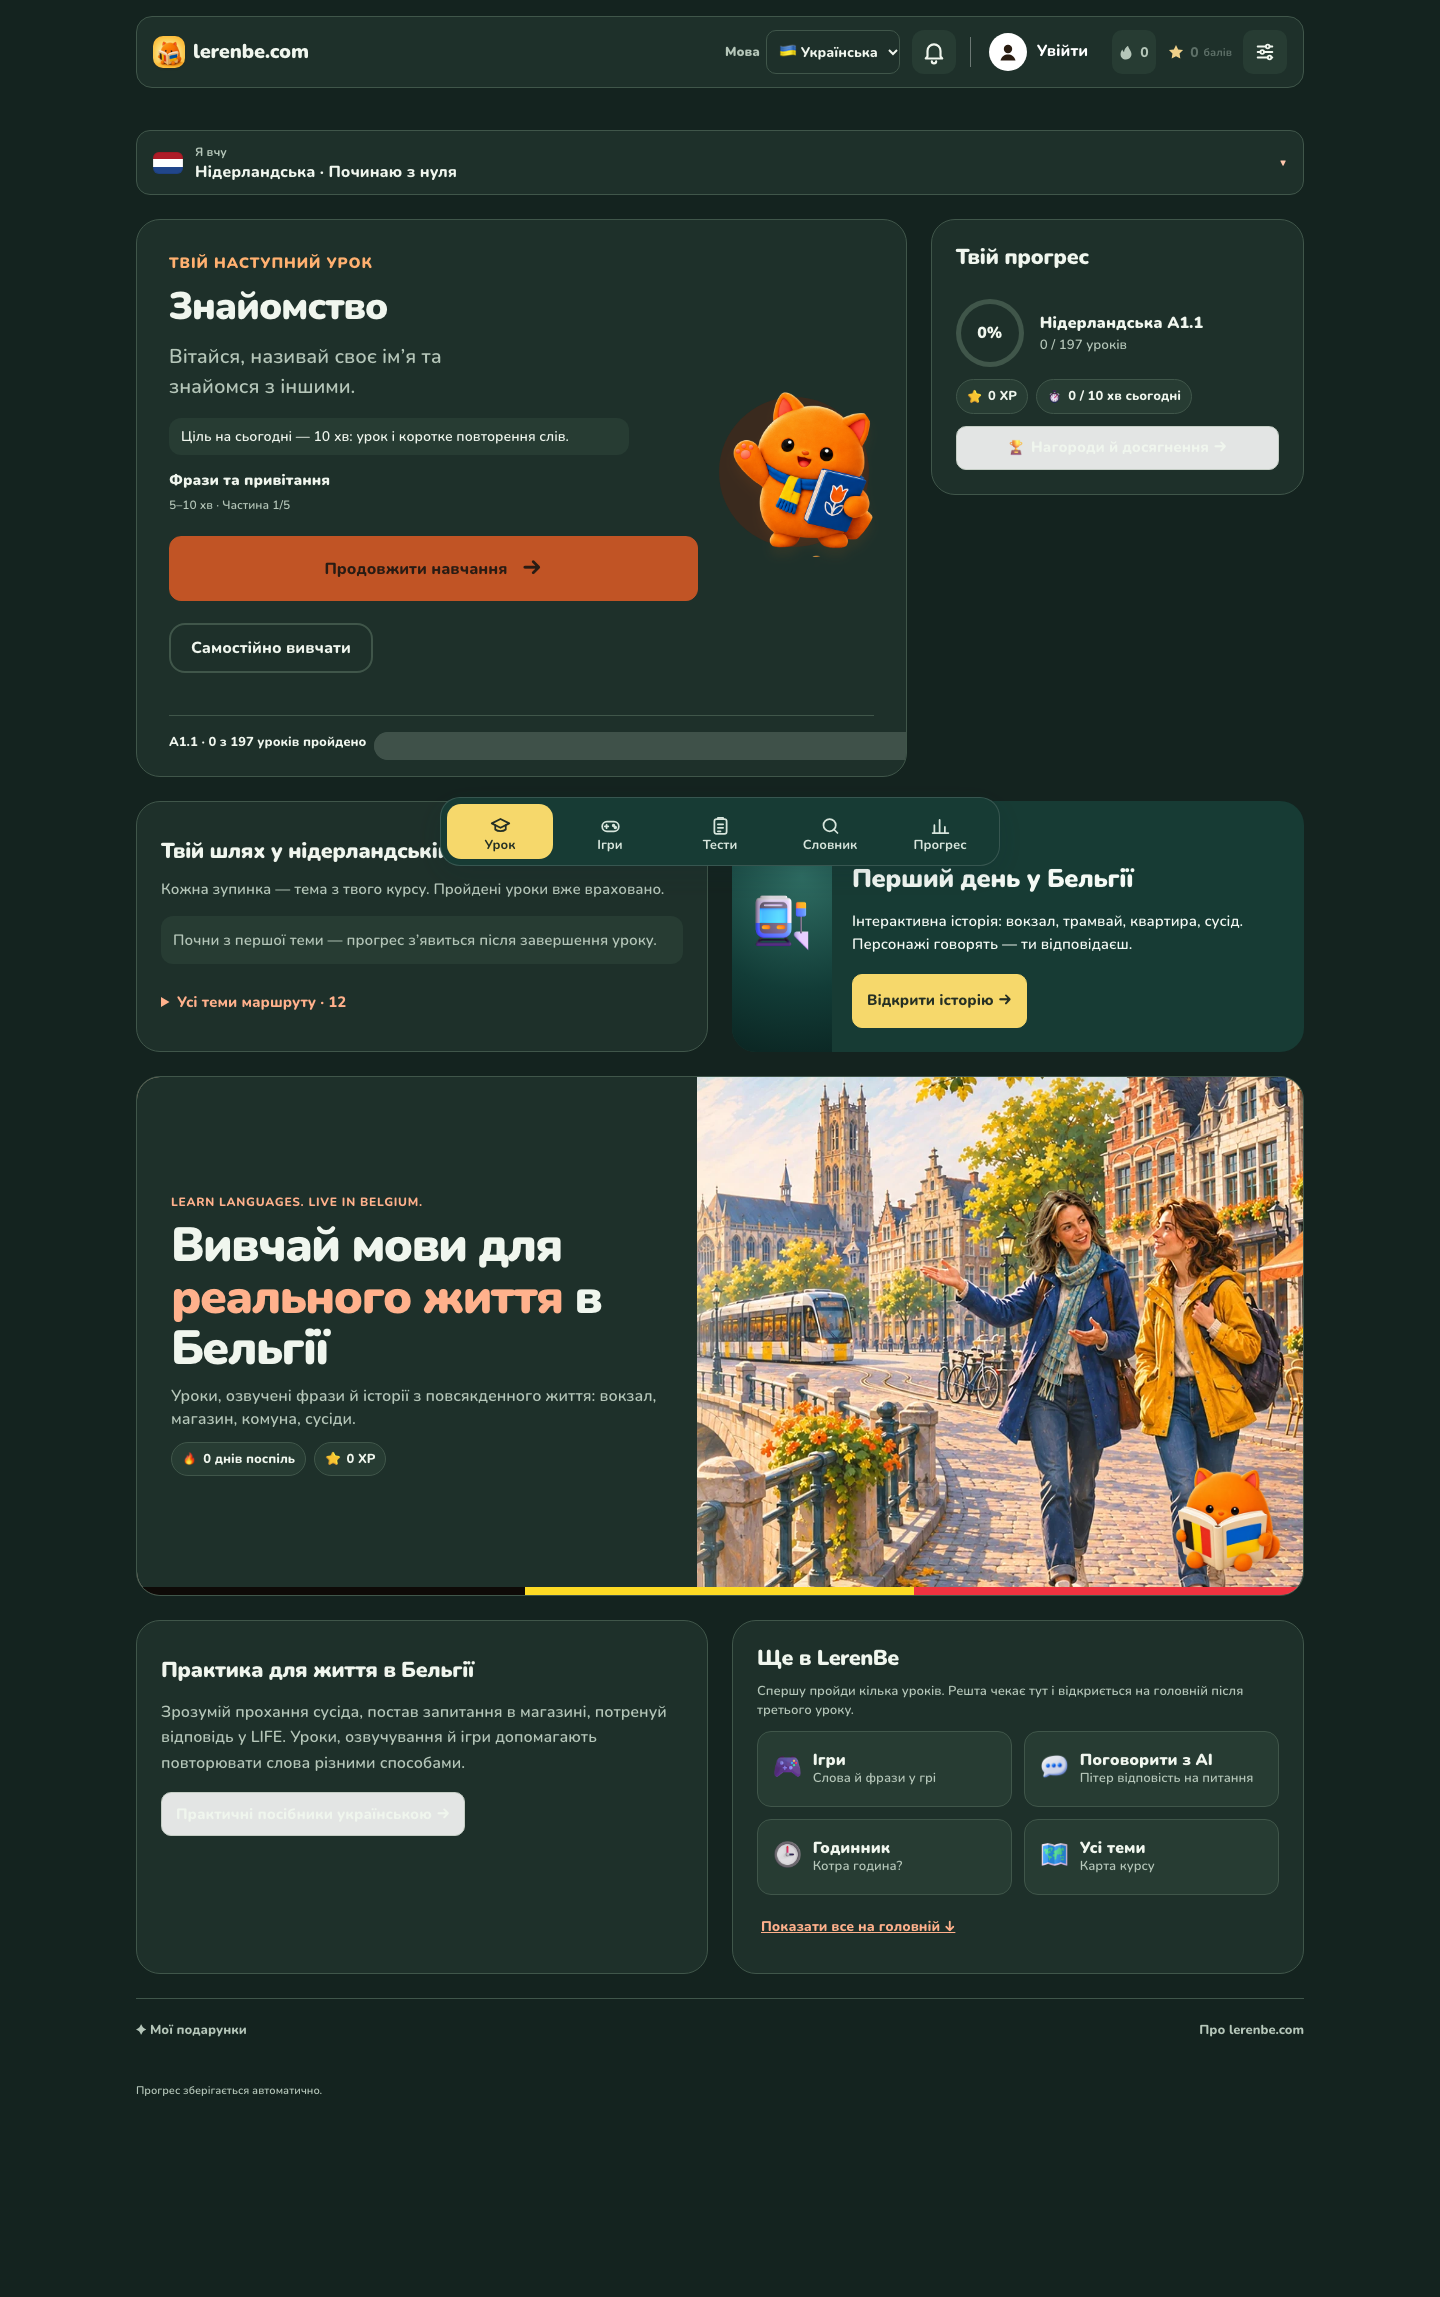 lerenbe.com
Мова
Українська
Увійти
0
0 балів
Я вчу
Нідерландська · Починаю з нуля
ТВІЙ НАСТУПНИЙ УРОК
Знайомство
Вітайся, називай своє ім’я та
знайомся з іншими.
Ціль на сьогодні — 10 хв: урок і коротке повторення слів.
Фрази та привітання
5–10 хв · Частина 1/5
Продовжити навчання →
Самостійно вивчати
A1.1 · 0 з 197 уроків пройдено
Твій прогрес
0%
Нідерландська A1.1
0 / 197 уроків
0 XP
0 / 10 хв сьогодні
Нагороди й досягнення →
Урок
Ігри
Тести
Словник
Прогрес
Твій шлях у
Кожна зупинка — тема з твого курсу. Пройдені уроки вже враховано.
Почни з першої теми — прогрес з’явиться після завершення уроку.
Усі теми маршруту · 12
Перший день у Бельгії
Інтерактивна історія: вокзал, трамвай, квартира, сусід.
Персонажі говорять — ти відповідаєш.
Відкрити історію →
LEARN LANGUAGES. LIVE IN BELGIUM.
Вивчай мови для
реального життя в
Бельгії
Уроки, озвучені фрази й історії з повсякденного життя: вокзал,
магазин, комуна, сусіди.
0 днів поспіль
0 XP
Практика для життя в Бельгії
Зрозумій прохання сусіда, постав запитання в магазині, потренуй
відповідь у LIFE. Уроки, озвучування й ігри допомагають
повторювати слова різними способами.
Практичні посібники українською →
Ще в LerenBe
Спершу пройди кілька уроків. Решта чекає тут і відкриється на головній після
третього уроку.
Ігри
Слова й фрази у грі
Поговорити з AI
Пітер відповість на питання
Годинник
Котра година?
Усі теми
Карта курсу
Показати все на головній ↓
✦ Мої подарунки
Про lerenbe.com
Прогрес зберігається автоматично.